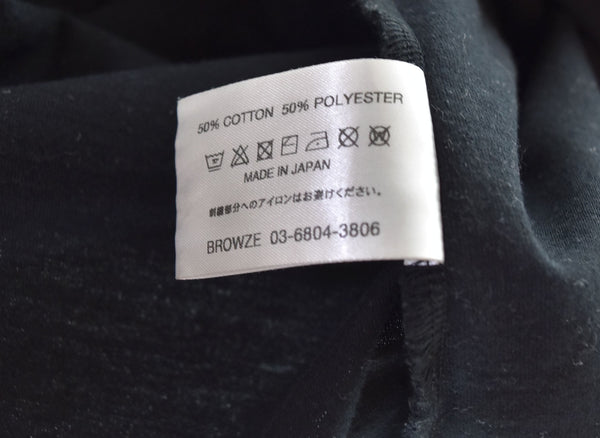 50% COTTON 50% POLYESTER
MADE IN JAPAN
刺繍部分へのアイロンはお避けください。
BROWZE 03-6804-3806